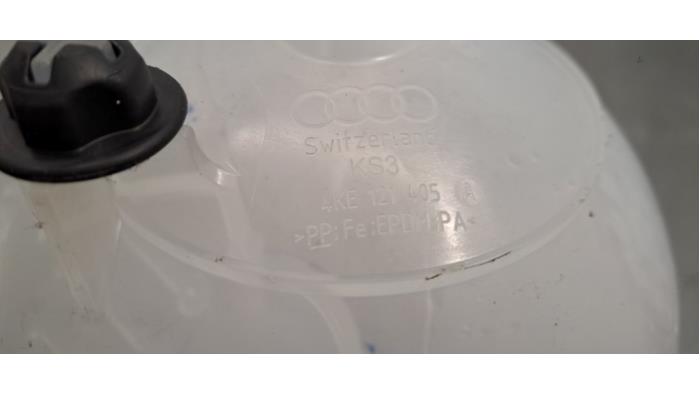 Switzerland
KS3
4KE 121 405 A
>PP;Fe;EPDM;PA<